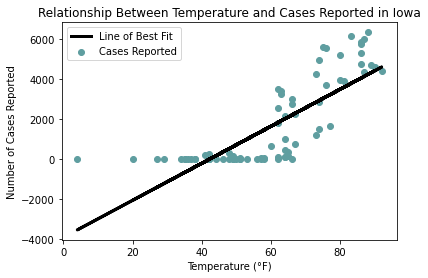 Relationship Between Temperature and Cases Reported in Iowa
Line of Best Fit
Cases Reported
Number of Cases Reported
6000
4000
2000
0
−2000
−4000
0 20 40 60 80
Temperature (°F)